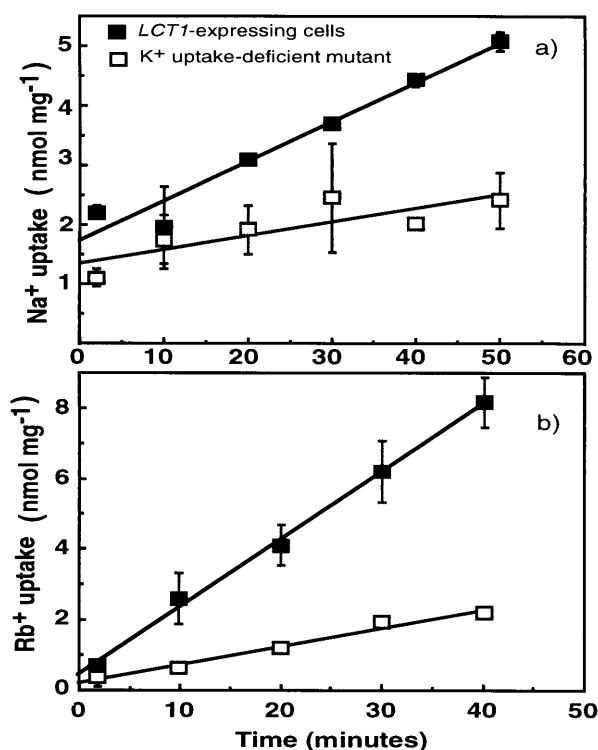 LCT1-expressing cells
K+ uptake-deficient mutant
a)
Na+ uptake ( nmol mg-1)
5
4
3
2
1
0 10 20 30 40 50 60
b)
Rb+ uptake (nmol mg-1)
8
6
4
2
0
10 20 30 40 50
Time (minutes)